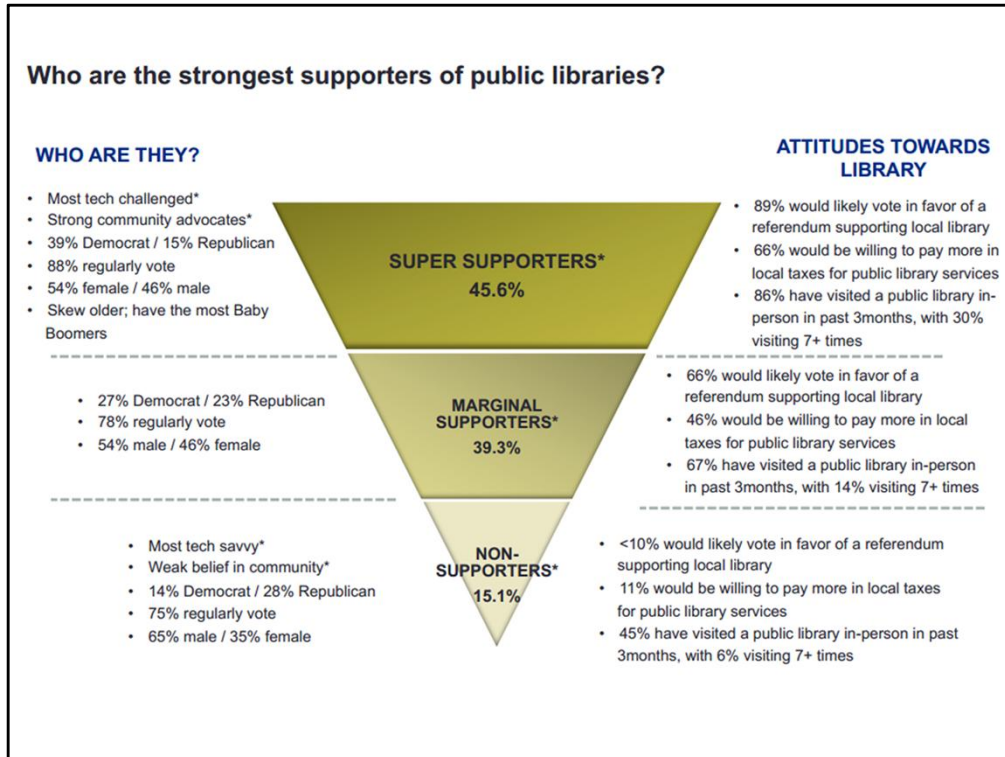 Who are the strongest supporters of public libraries?
WHO ARE THEY?
• Most tech challenged*
• Strong community advocates*
• 39% Democrat / 15% Republican
• 88% regularly vote
• 54% female / 46% male
• Skew older; have the most Baby
Boomers
SUPER SUPPORTERS*
45.6%
ATTITUDES TOWARDS
LIBRARY
• 89% would likely vote in favor of a
referendum supporting local library
• 66% would be willing to pay more in
local taxes for public library services
• 86% have visited a public library in-
person in past 3months, with 30%
visiting 7+ times
• 27% Democrat / 23% Republican
• 78% regularly vote
• 54% male / 46% female
MARGINAL
SUPPORTERS*
39.3%
• 66% would likely vote in favor of a
referendum supporting local library
• 46% would be willing to pay more in local
taxes for public library services
• 67% have visited a public library in-person
in past 3months, with 14% visiting 7+ times
• Most tech savvy*
• Weak belief in community*
• 14% Democrat / 28% Republican
• 75% regularly vote
• 65% male / 35% female
NON-
SUPPORTERS*
15.1%
• <10% would likely vote in favor of a referendum
supporting local library
• 11% would be willing to pay more in local taxes
for public library services
• 45% have visited a public library in-person in past
3months, with 6% visiting 7+ times